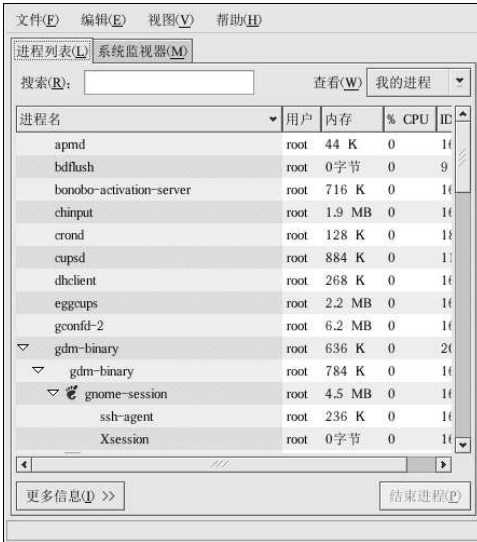 文件(F) 编辑(E) 视图(V) 帮助(H)
进程列表(L) 系统监视器(M)
搜索(R): 查看(W) 我的进程
进程名 用户 内存 % CPU ID
apmd root 44 K 0
bdflush root 0字节 0 9
bonobo-activation-server root 716 K 0
chinput root 1.9 MB 0
crond root 128 K 0
cupsd root 884 K 0
dhclient root 268 K 0
eggcups root 2.2 MB 0
gconfd-2 root 6.2 MB 0
gdm-binary root 636 K 0
gdm-binary root 784 K 0
gnome-session root 4.5 MB 0
ssh-agent root 236 K 0
Xsession root 0字节 0
更多信息(I) >> 结束进程(P)